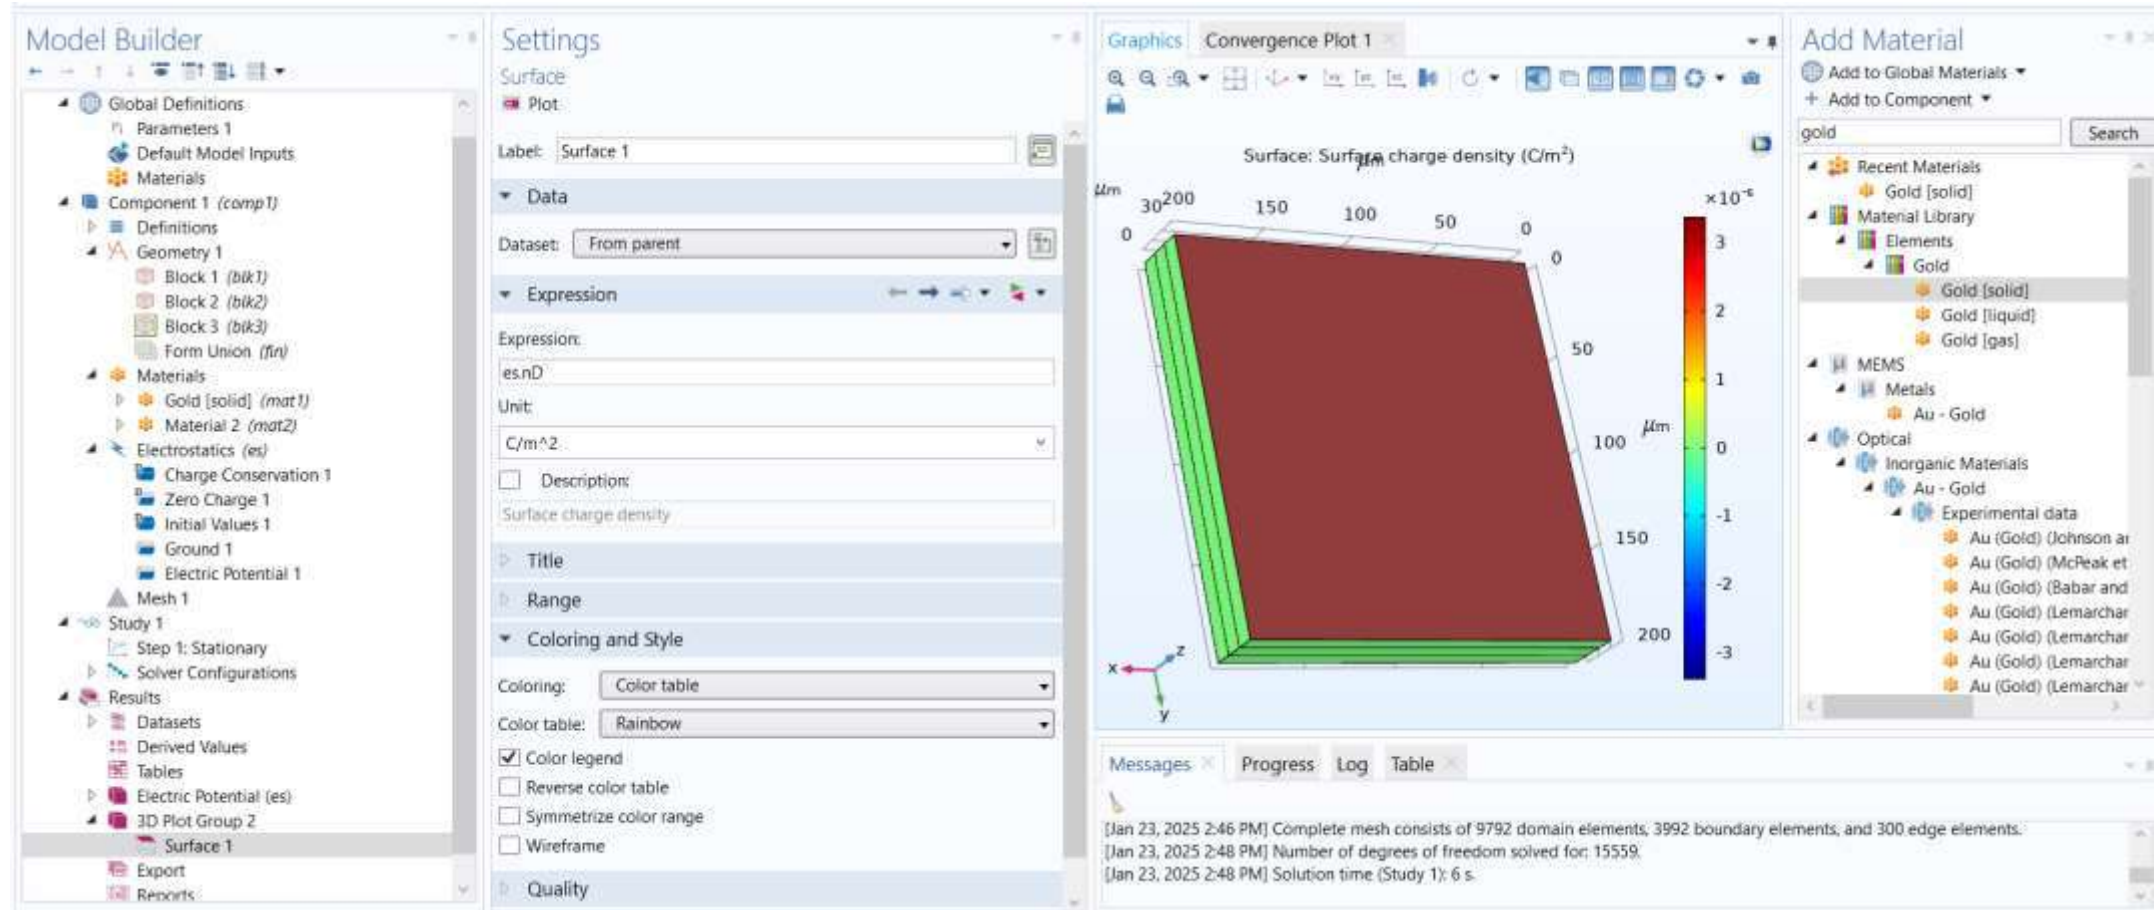 Model Builder
Global Definitions
Parameters 1
Default Model Inputs
Materials
Component 1 (comp1)
Definitions
Geometry 1
Block 1 (blk1)
Block 2 (blk2)
Block 3 (blk3)
Form Union (fin)
Materials
Gold [solid] (mat1)
Material 2 (mat2)
Electrostatics (es)
Charge Conservation 1
Zero Charge 1
Initial Values 1
Ground 1
Electric Potential 1
Mesh 1
Study 1
Step 1: Stationary
Solver Configurations
Results
Datasets
Derived Values
Tables
Electric Potential (es)
3D Plot Group 2
Surface 1
Export
Reports
Settings
Surface
Plot
Label: Surface 1
Data
Dataset: From parent
Expression
Expression:
es.nD
Unit:
C/m^2
Description:
Surface charge density
Title
Range
Coloring and Style
Coloring: Color table
Color table: Rainbow
Color legend
Reverse color table
Symmetrize color range
Wireframe
Quality
Graphics Convergence Plot 1
Surface: Surface charge density (C/m²)
μm
μm
×10⁻⁶
30 200 150 100 50 0
0
0
50
100 μm
150
200
3
2
1
0
-1
-2
-3
x z
y
Messages Progress Log Table
[Jan 23, 2025 2:46 PM] Complete mesh consists of 9792 domain elements, 3992 boundary elements, and 300 edge elements.
[Jan 23, 2025 2:48 PM] Number of degrees of freedom solved for: 15559.
[Jan 23, 2025 2:48 PM] Solution time (Study 1): 6 s.
Add Material
Add to Global Materials
+ Add to Component
gold Search
Recent Materials
Gold [solid]
Material Library
Elements
Gold
Gold [solid]
Gold [liquid]
Gold [gas]
MEMS
Metals
Au - Gold
Optical
Inorganic Materials
Au - Gold
Experimental data
Au (Gold) (Johnson ar
Au (Gold) (McPeak et
Au (Gold) (Babar and
Au (Gold) (Lemarchar
Au (Gold) (Lemarchar
Au (Gold) (Lemarchar
Au (Gold) (Lemarchar